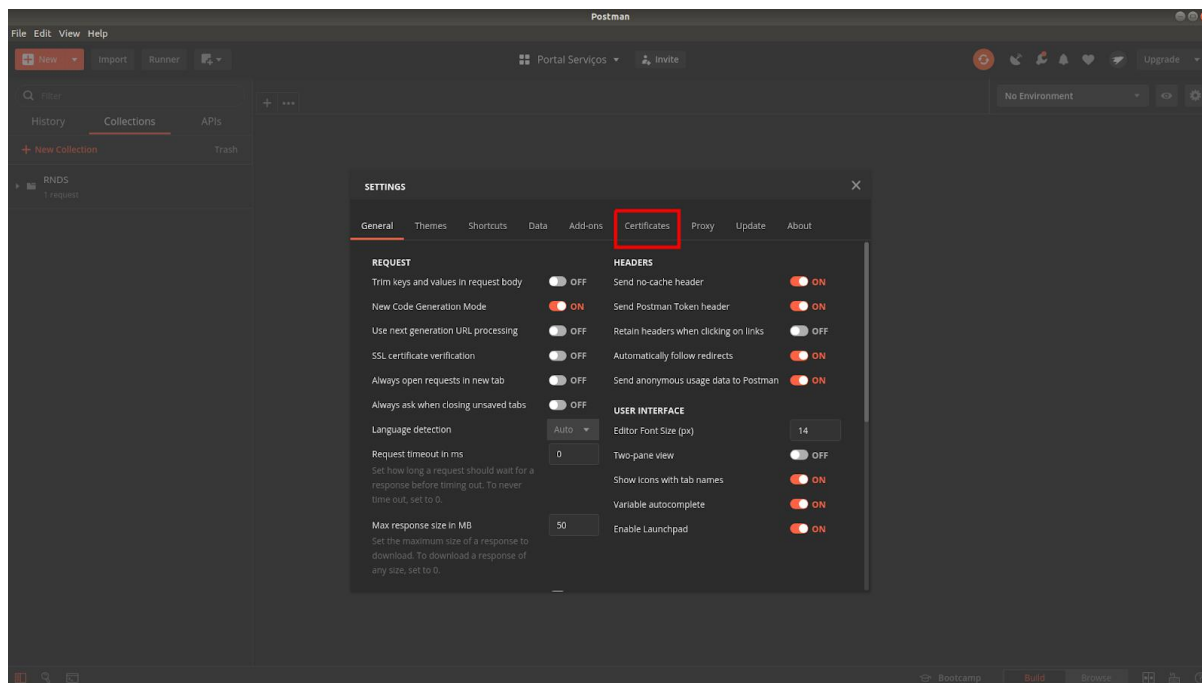 Postman
File Edit View Help
New
Import
Runner
Portal Serviços
Invite
Upgrade
Filter
No Environment
History
Collections
APIs
New Collection
Trash
RNDS
1 request
SETTINGS
General Themes Shortcuts Data Add-ons Certificates Proxy Update About
REQUEST
Trim keys and values in request body OFF
New Code Generation Mode ON
Use next generation URL processing OFF
SSL certificate verification OFF
Always open requests in new tab OFF
Always ask when closing unsaved tabs OFF
Language detection Auto
Request timeout in ms 0
Set how long a request should wait for a
response before timing out. To never
time out, set to 0.
Max response size in MB 50
Set the maximum size of a response to
download. To download a response of
any size, set to 0.
HEADERS
Send no-cache header ON
Send Postman Token header ON
Retain headers when clicking on links OFF
Automatically follow redirects ON
Send anonymous usage data to Postman ON
USER INTERFACE
Editor Font Size (px) 14
Two-pane view OFF
Show icons with tab names ON
Variable autocomplete ON
Enable Launchpad ON
Bootcamp
Build
Browse